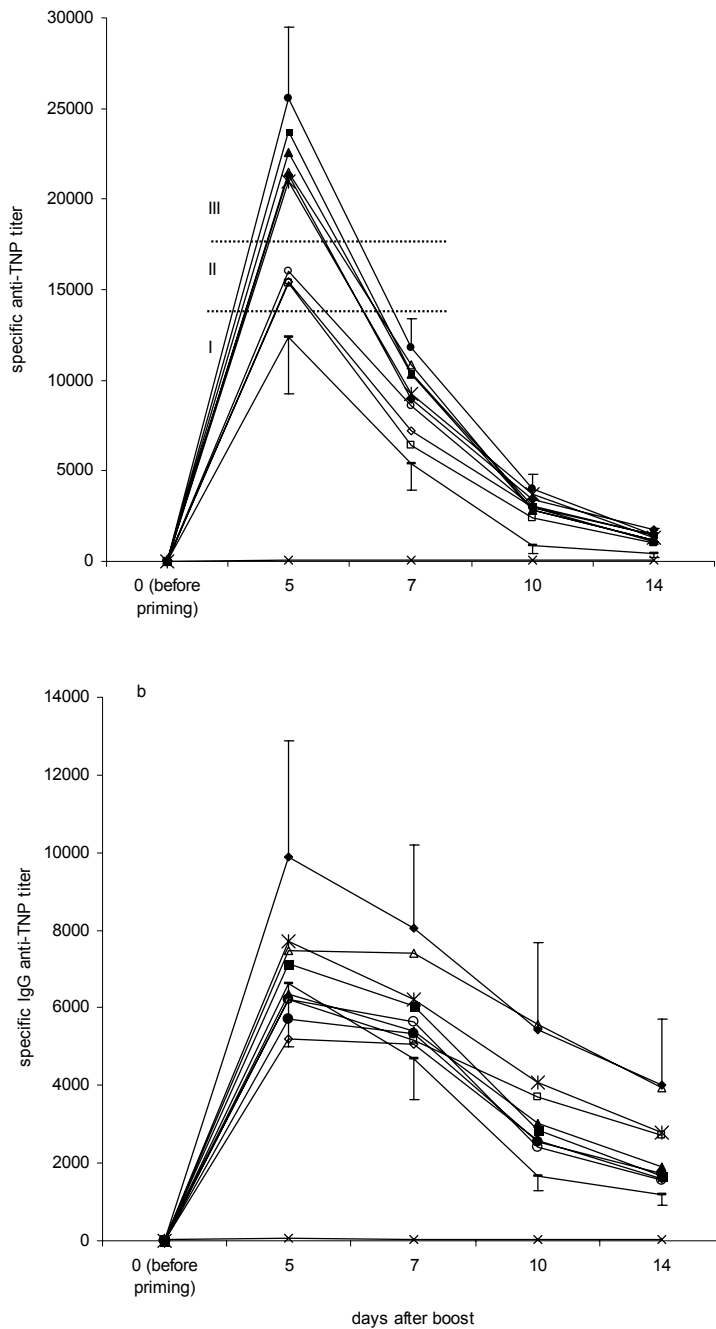 30000
25000
20000
15000
10000
5000
0
specific anti-TNP titer
III
II
I
0 (before priming) 5 7 10 14
b
14000
12000
10000
8000
6000
4000
2000
0
specific IgG anti-TNP titer
0 (before priming) 5 7 10 14
days after boost